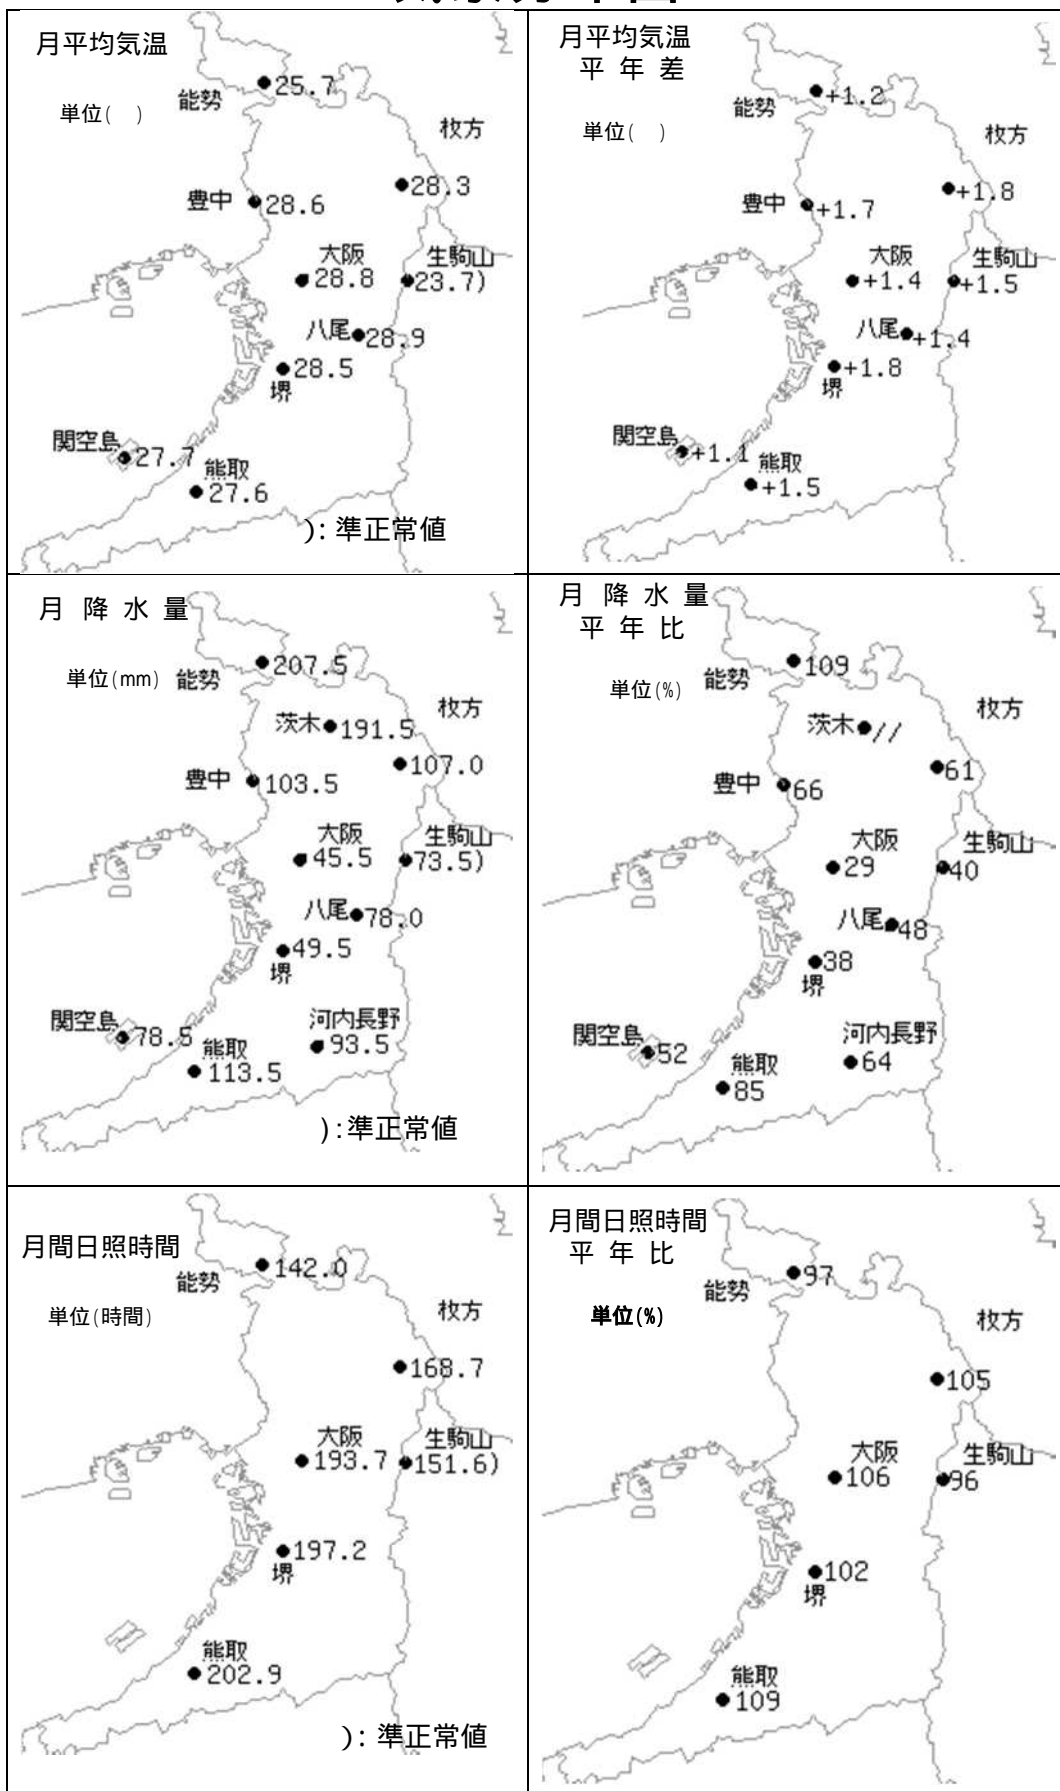 月平均気温
単位( )
能勢
25.7
枚方
28.3
豊中
28.6
大阪
28.8
生駒山
23.7)
八尾
28.9
28.5
堺
関空島
27.7
熊取
27.6
): 準正常値
月平均気温
平 年 差
単位( )
能勢
+1.2
枚方
+1.8
豊中
+1.7
大阪
+1.4
生駒山
+1.5
八尾
+1.4
+1.8
堺
関空島
+1.1
熊取
+1.5
月 降 水 量
単位(mm)
能勢
207.5
茨木
191.5
枚方
107.0
豊中
103.5
大阪
45.5
生駒山
73.5)
八尾
78.0
49.5
堺
関空島
78.5
河内長野
93.5
熊取
113.5
):準正常値
月 降 水 量
平 年 比
単位(%)
能勢
109
茨木
//
枚方
61
豊中
66
大阪
29
生駒山
40
八尾
48
38
堺
関空島
52
河内長野
64
熊取
85
月間日照時間
単位(時間)
能勢
142.0
枚方
168.7
大阪
193.7
生駒山
151.6)
197.2
堺
熊取
202.9
): 準正常値
月間日照時間
平 年 比
単位(%)
能勢
97
枚方
105
大阪
106
生駒山
96
102
堺
熊取
109